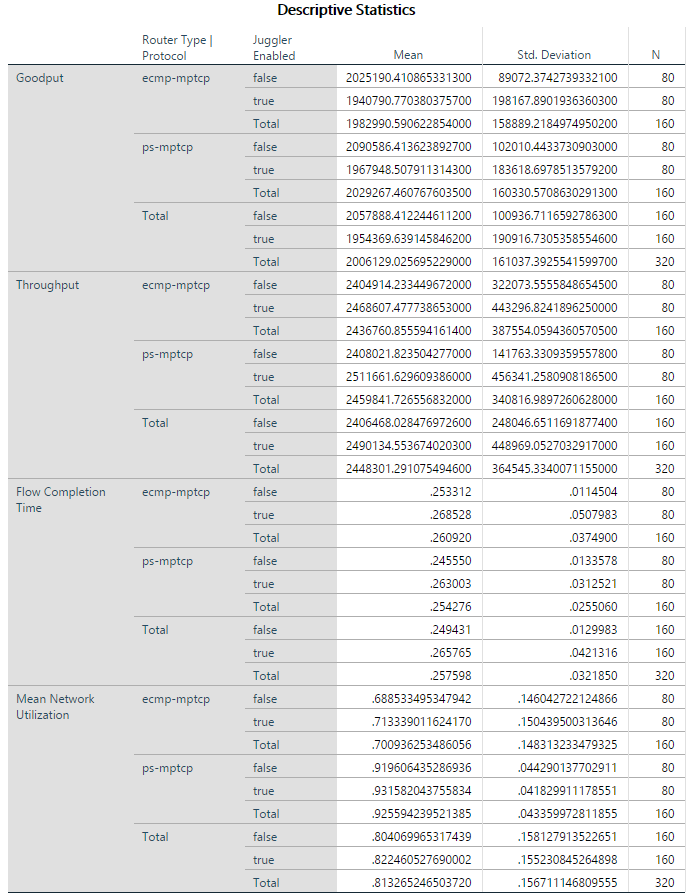 Descriptive Statistics
Router Type | Protocol Juggler Enabled Mean Std. Deviation N
Goodput ecmp-mptcp false 2025190.410865331300 89072.3742739332100 80
true 1940790.770380375700 198167.8901936360300 80
Total 1982990.590622854000 158889.2184974950200 160
ps-mptcp false 2090586.413623892700 102010.4433730903000 80
true 1967948.507911314300 183618.6978513579200 80
Total 2029267.460767603500 160330.5708630291300 160
Total false 2057888.412244611200 100936.7116592786300 160
true 1954369.639145846200 190916.7305358554600 160
Total 2006129.025695229000 161037.3925541599700 320
Throughput ecmp-mptcp false 2404914.233449672000 322073.5555848654500 80
true 2468607.477738653000 443296.8241896250000 80
Total 2436760.855594161400 387554.0594360570500 160
ps-mptcp false 2408021.823504277000 141763.3309359557800 80
true 2511661.629609386000 456341.2580908186500 80
Total 2459841.726556832000 340816.9897260628000 160
Total false 2406468.028476972600 248046.6511691877400 160
true 2490134.553674020300 448969.0527032917000 160
Total 2448301.291075494600 364545.3340071155000 320
Flow Completion Time ecmp-mptcp false .253312 .0114504 80
true .268528 .0507983 80
Total .260920 .0374900 160
ps-mptcp false .245550 .0133578 80
true .263003 .0312521 80
Total .254276 .0255060 160
Total false .249431 .0129983 160
true .265765 .0421316 160
Total .257598 .0321850 320
Mean Network Utilization ecmp-mptcp false .688533495347942 .146042722124866 80
true .713339011624170 .150439500313646 80
Total .700936253486056 .148313233479325 160
ps-mptcp false .919606435286936 .044290137702911 80
true .931582043755834 .041829911178551 80
Total .925594239521385 .043359972811855 160
Total false .804069965317439 .158127913522651 160
true .822460527690002 .155230845264898 160
Total .813265246503720 .156711146809555 320